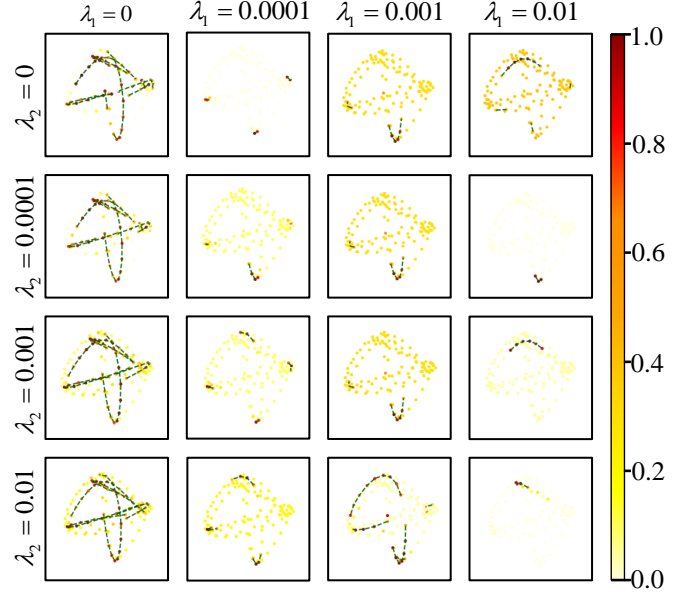 λ₁ = 0 λ₁ = 0.0001 λ₁ = 0.001 λ₁ = 0.01
λ₂ = 0
λ₂ = 0.0001
λ₂ = 0.001
λ₂ = 0.01
1.0
0.8
0.6
0.4
0.2
0.0